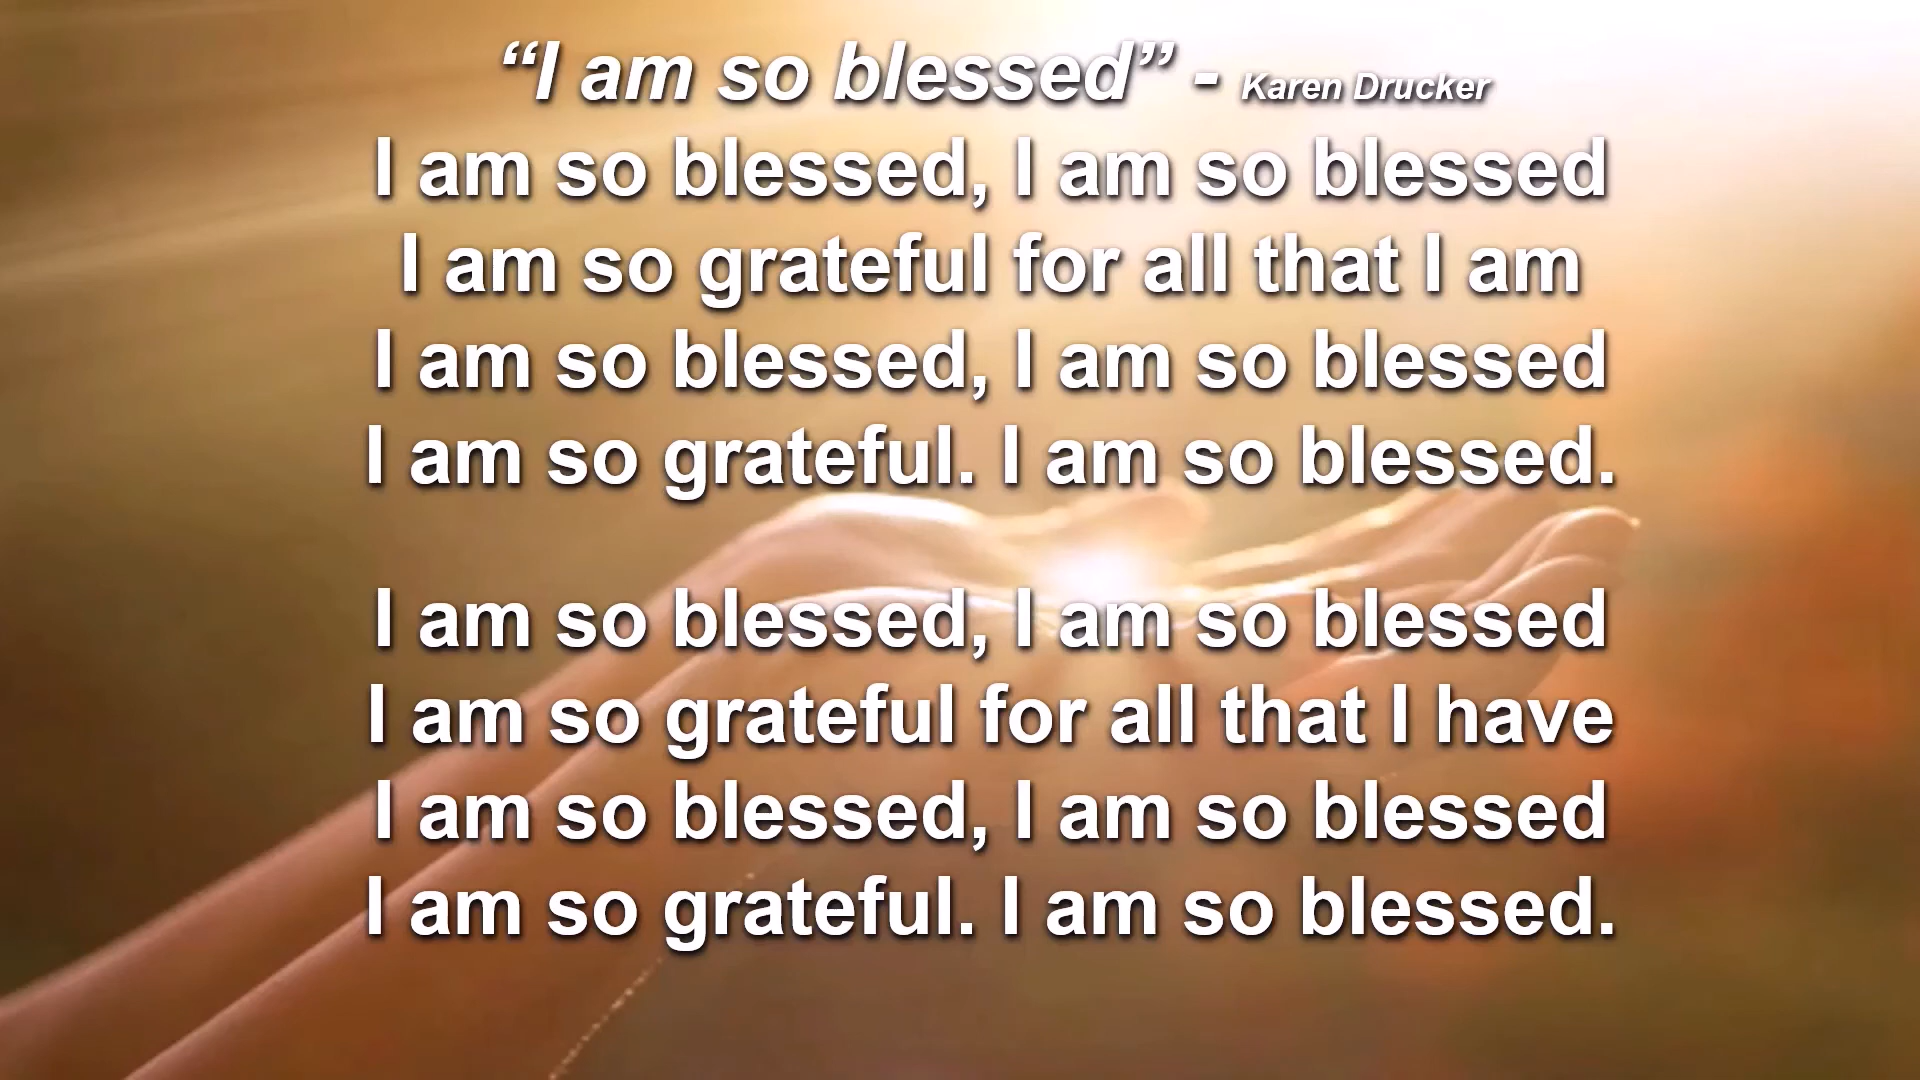 “I am so blessed” - Karen Drucker
I am so blessed, I am so blessed
I am so grateful for all that I am
I am so blessed, I am so blessed
I am so grateful. I am so blessed.
I am so blessed, I am so blessed
I am so grateful for all that I have
I am so blessed, I am so blessed
I am so grateful. I am so blessed.